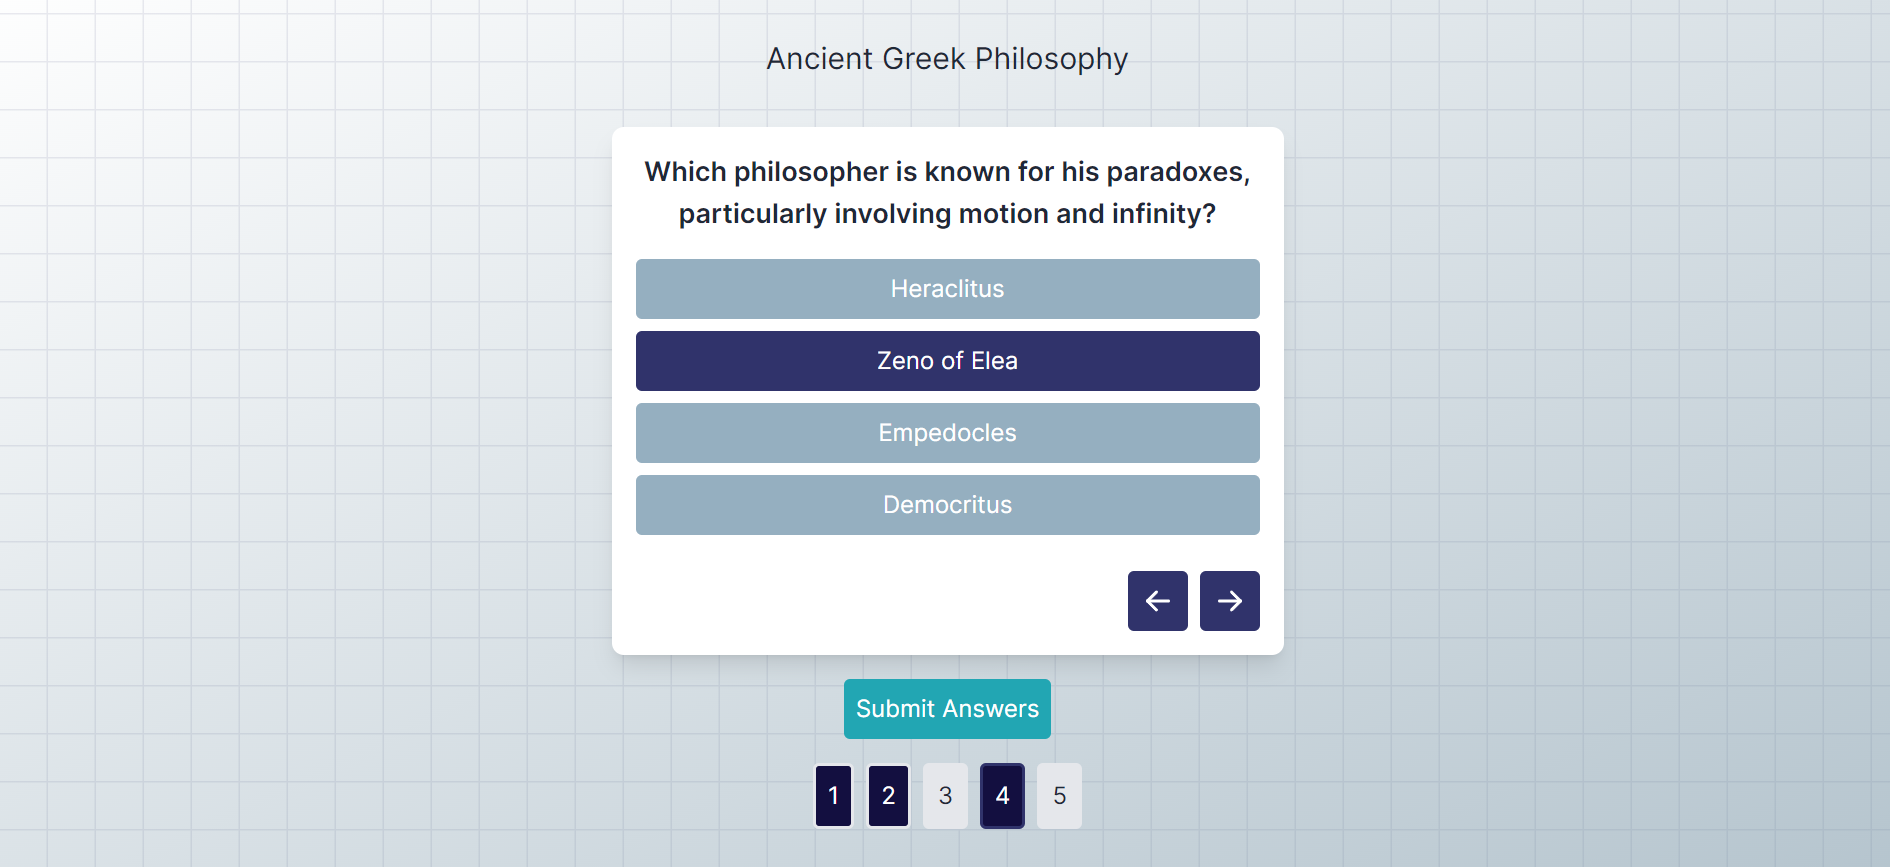 Ancient Greek Philosophy
Which philosopher is known for his paradoxes,
particularly involving motion and infinity?
Heraclitus
Zeno of Elea
Empedocles
Democritus
Submit Answers
1 2 3 4 5